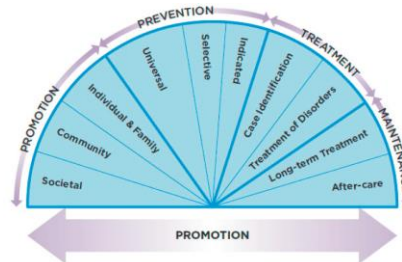 PROMOTION
PREVENTION
TREATMENT
MAINTENANCE
Societal
Community
Individual & Family
Universal
Selective
Indicated
Case Identification
Treatment of Disorders
Long-term Treatment
After-care
PROMOTION